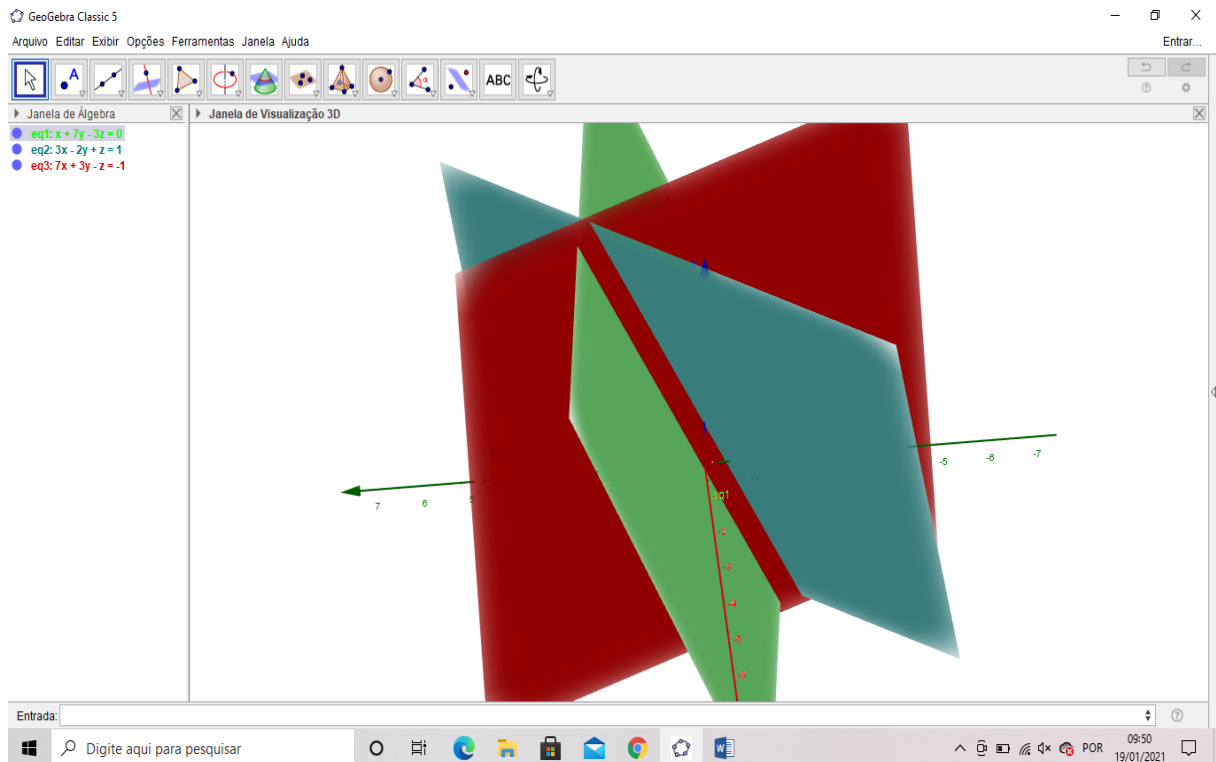 GeoGebra Classic 5
Arquivo Editar Exibir Opções Ferramentas Janela Ajuda
Entrar...
A
α
ABC
Janela de Álgebra
Janela de Visualização 3D
eq1: x + 7y - 3z = 0
eq2: 3x - 2y + z = 1
eq3: 7x + 3y - z = -1
7
6
-5
-6
-7
-4
Entrada:
Digite aqui para pesquisar
POR
09:50
19/01/2021